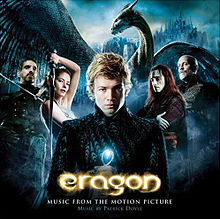 eragon
MUSIC FROM THE MOTION PICTURE
MUSIC BY PATRICK DOYLE